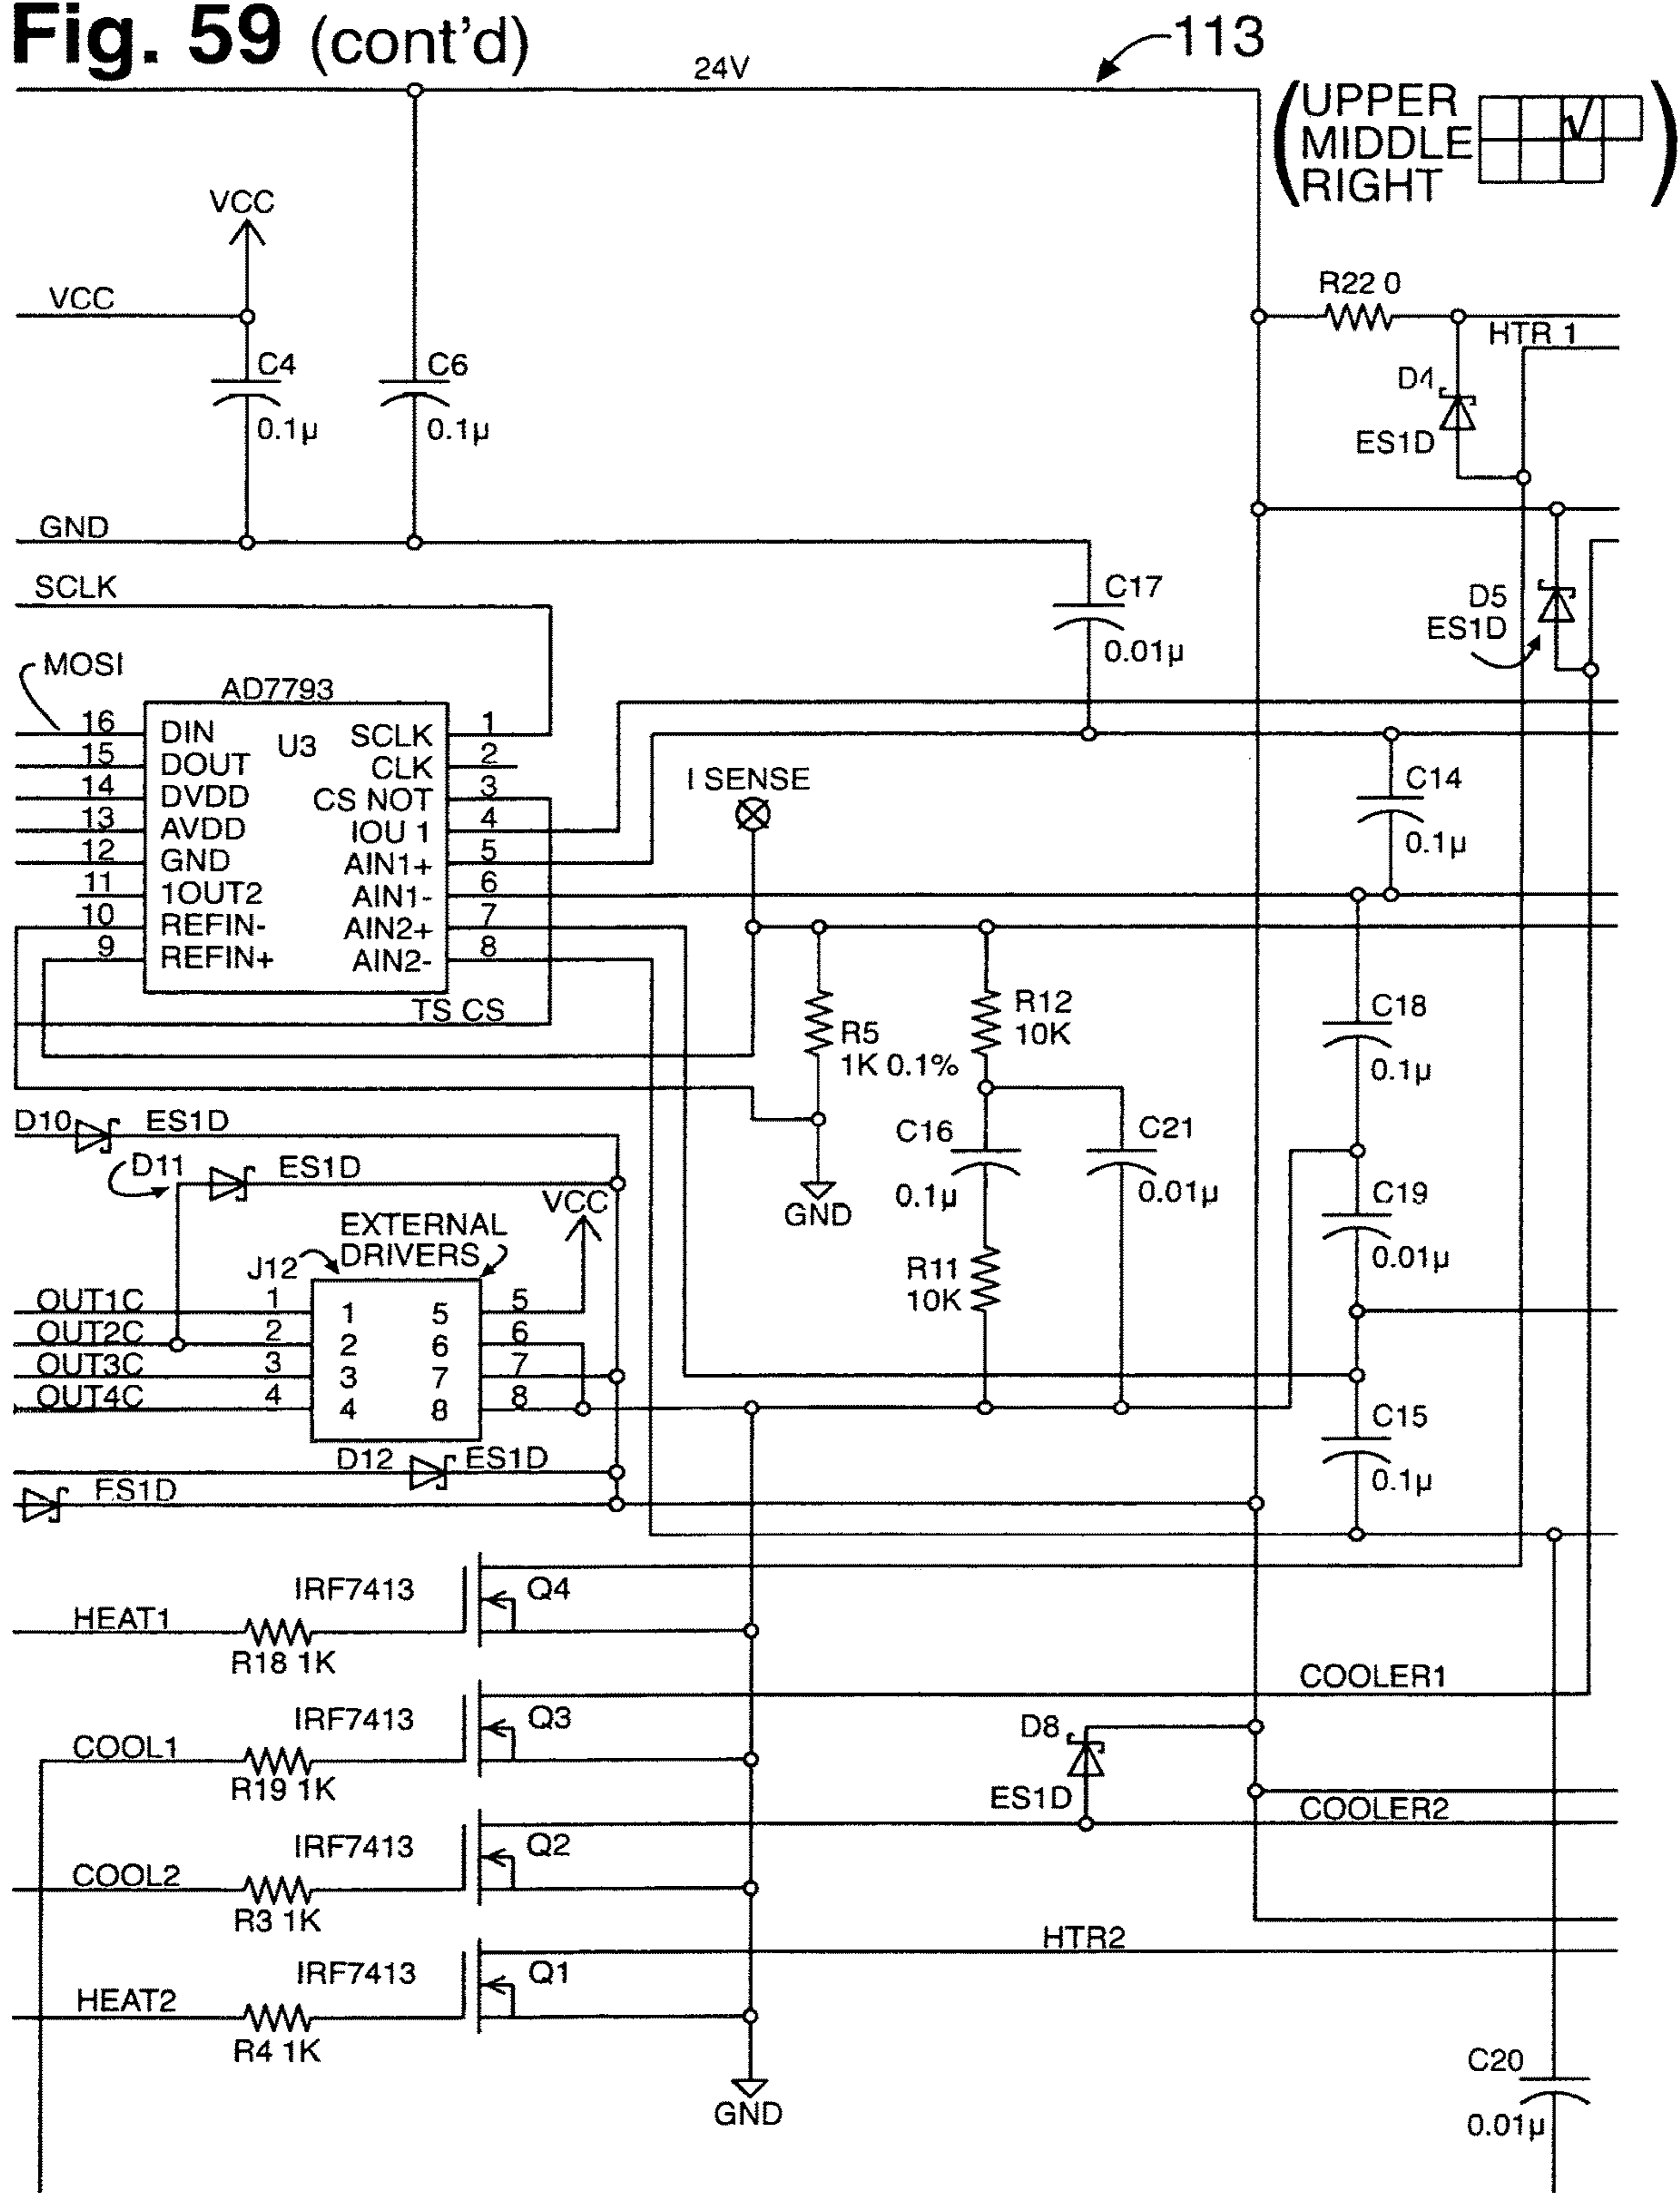 Fig. 59 (cont'd)
24V
113
(UPPER
MIDDLE
RIGHT
√)
VCC
VCC
R22 0
HTR 1
C4
0.1µ
C6
0.1µ
D4
ES1D
GND
SCLK
C17
0.01µ
D5
ES1D
MOSI
AD7793
U3
16 DIN SCLK 1
15 DOUT CLK 2
14 DVDD CS NOT 3
13 AVDD IOU 1 4
12 GND AIN1+ 5
11 1OUT2 AIN1- 6
10 REFIN- AIN2+ 7
9 REFIN+ AIN2- 8
TS CS
I SENSE
C14
0.1µ
R5
1K 0.1%
R12
10K
C18
0.1µ
D10 ES1D
D11 ES1D
VCC
GND
C16
0.1µ
C21
0.01µ
C19
0.01µ
EXTERNAL
DRIVERS
J12
R11
10K
OUT1C 1 1 5 5
OUT2C 2 2 6 6
OUT3C 3 3 7 7
OUT4C 4 4 8 8
C15
0.1µ
D12 ES1D
ES1D
IRF7413 Q4
HEAT1
R18 1K
COOLER1
IRF7413 Q3
COOL1
R19 1K
D8
ES1D
COOLER2
IRF7413 Q2
COOL2
R3 1K
HTR2
IRF7413 Q1
HEAT2
R4 1K
GND
C20
0.01µ